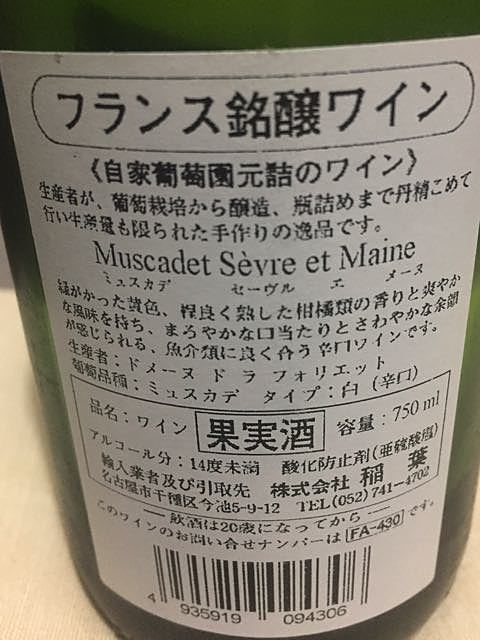 フランス銘醸ワイン
《自家葡萄園元詰のワイン》
生産者が、葡萄栽培から醸造、瓶詰めまで丹精こめて
行い生産量も限られた手作りの逸品です。
Muscadet Sèvre et Maine
ミュスカデ セーヴル エ メーヌ
緑がかった黄色、程良く熟した柑橘類の香りと爽やか
な風味を持ち、まろやかな口当たりとさわやかな余韻
が感じられる、魚介類に良く合う辛口ワインです。
生産者：ドメーヌ ド ラ フォリエット
葡萄品種：ミュスカデ タイプ：白（辛口）
品名：ワイン 果実酒 容量：750ml
アルコール分：14度未満 酸化防止剤(亜硫酸塩)
輸入業者及び引取先 株式会社 稲葉
名古屋市千種区今池5-9-12 TEL(052)741-4702
飲酒は20歳になってから
このワインのお問い合せナンバーは FA-430 です。
4 935919 094306